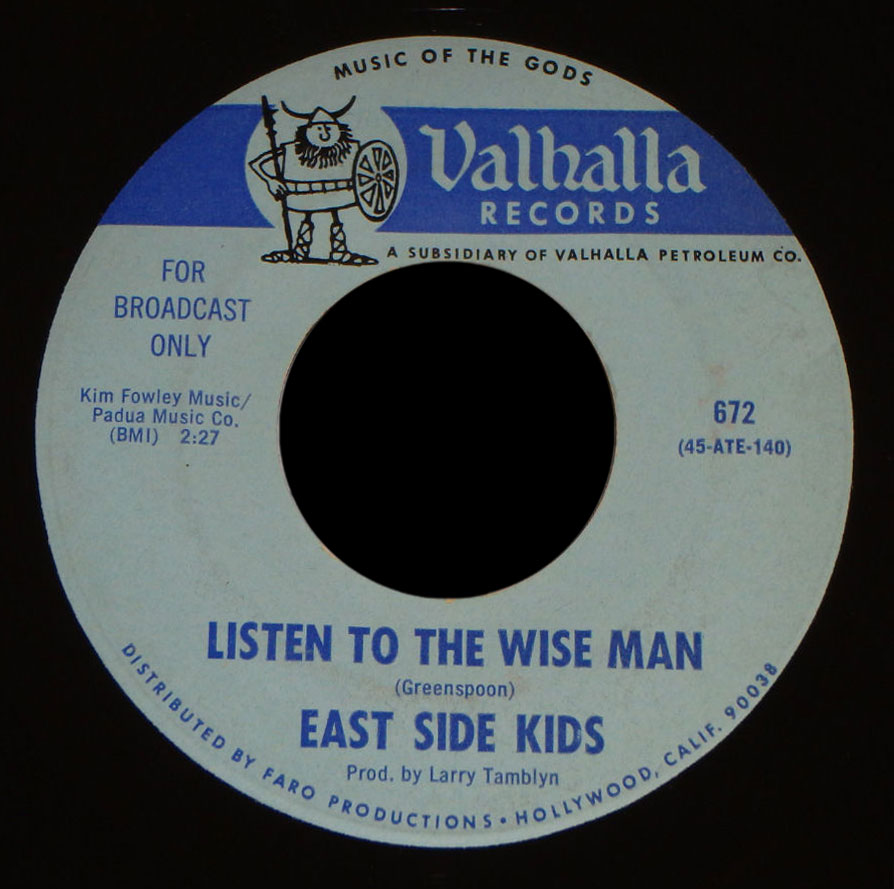 MUSIC OF THE GODS
Valhalla
RECORDS
A SUBSIDIARY OF VALHALLA PETROLEUM CO.
FOR
BROADCAST
ONLY
Kim Fowley Music/
Padua Music Co.
(BMI) 2:27
672
(45-ATE-140)
LISTEN TO THE WISE MAN
(Greenspoon)
EAST SIDE KIDS
Prod. by Larry Tamblyn
DISTRIBUTED BY FARO PRODUCTIONS • HOLLYWOOD, CALIF. 90038